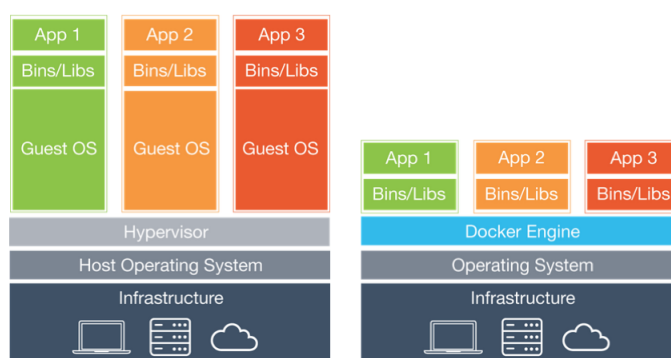 App 1
App 2
App 3
Bins/Libs
Bins/Libs
Bins/Libs
Guest OS
Guest OS
Guest OS
Hypervisor
Host Operating System
Infrastructure
App 1
App 2
App 3
Bins/Libs
Bins/Libs
Bins/Libs
Docker Engine
Operating System
Infrastructure